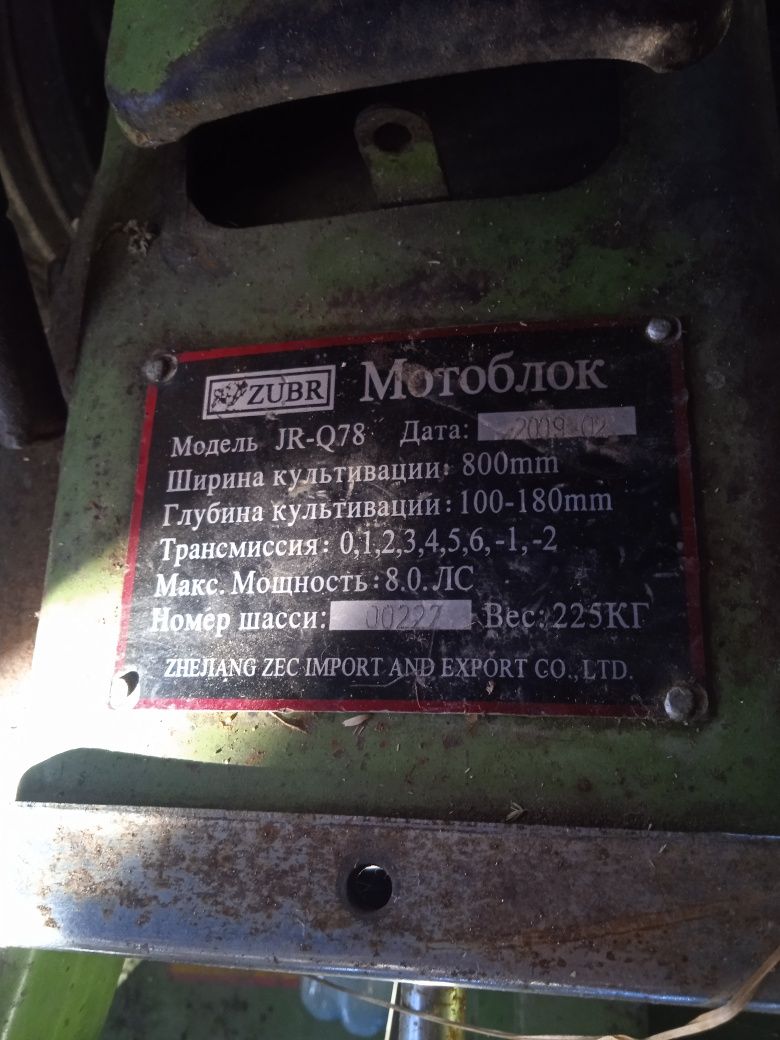 ZUBR Мотоблок
Модель JR-Q78 Дата: 2009-02
Ширина культивации: 800mm
Глубина культивации: 100-180mm
Трансмиссия: 0,1,2,3,4,5,6,-1,-2
Макс. Мощность: 8.0. ЛС
Номер шасси: 00227 Вес: 225КГ
ZHEJIANG ZEC IMPORT AND EXPORT CO., LTD.